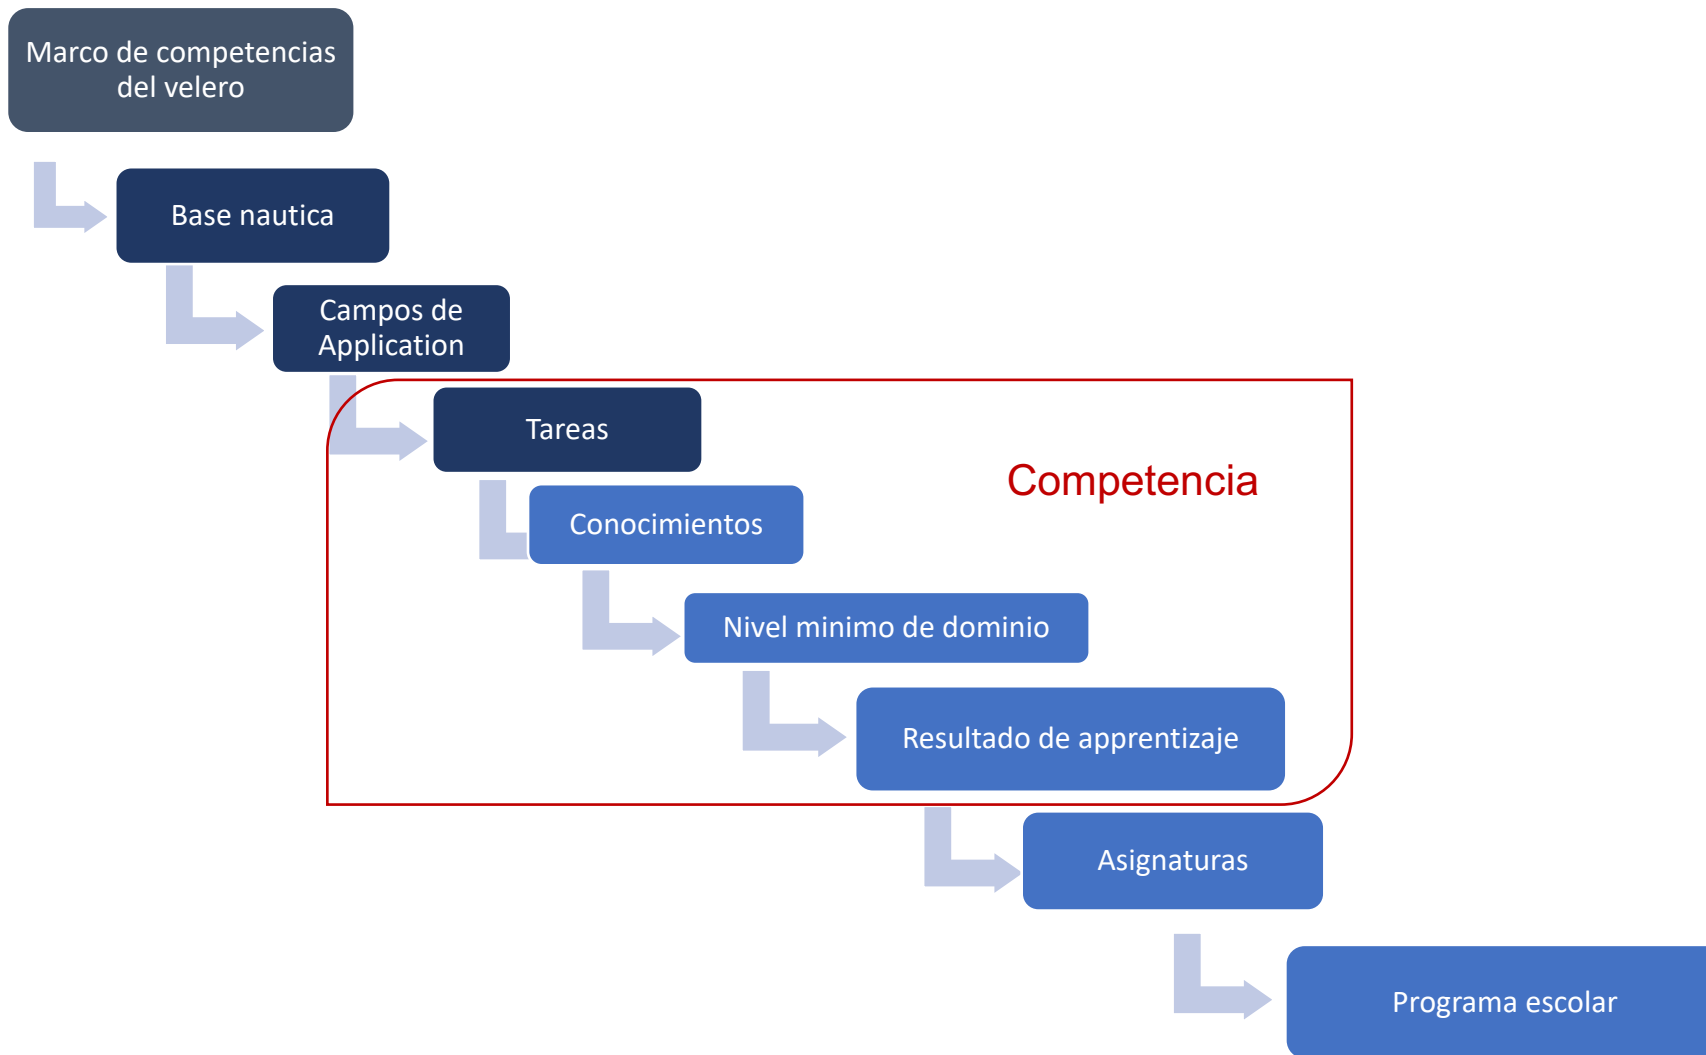 Marco de competencias
del velero
Base nautica
Campos de
Application
Tareas
Competencia
Conocimientos
Nivel minimo de dominio
Resultado de apprentizaje
Asignaturas
Programa escolar